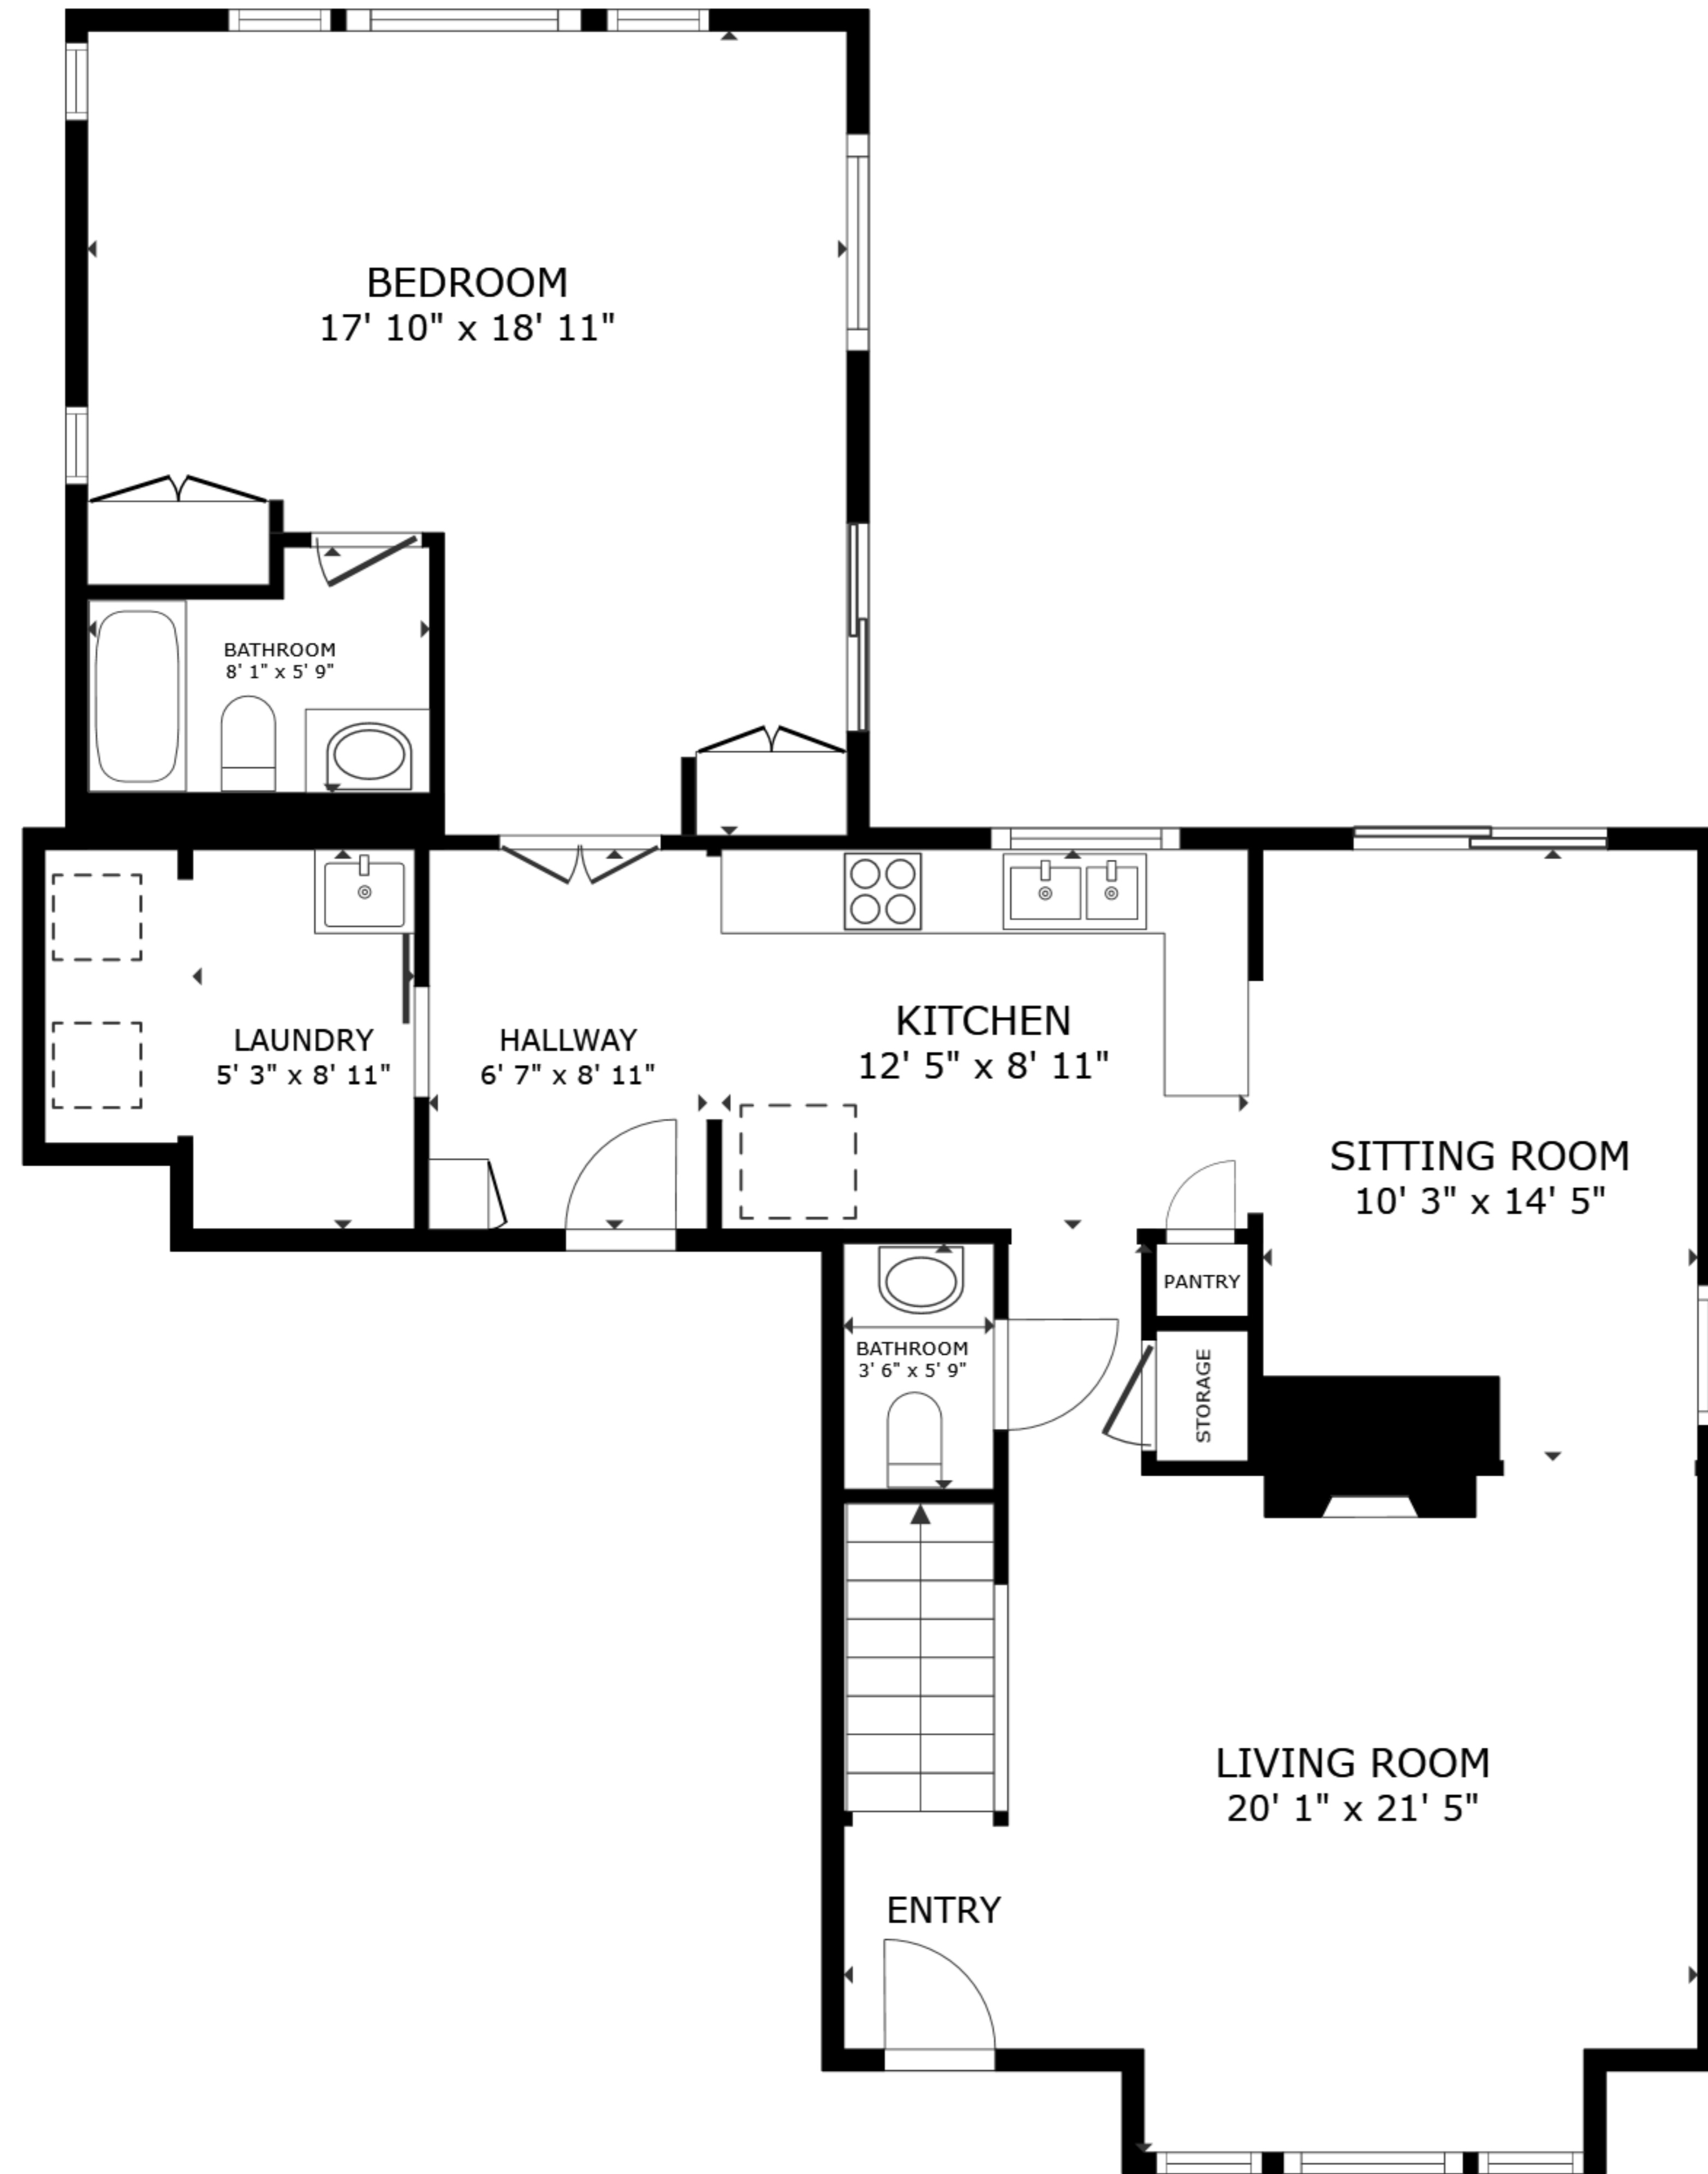 BEDROOM
17' 10" x 18' 11"
BATHROOM
8' 1" x 5' 9"
LAUNDRY
5' 3" x 8' 11"
HALLWAY
6' 7" x 8' 11"
KITCHEN
12' 5" x 8' 11"
SITTING ROOM
10' 3" x 14' 5"
PANTRY
STORAGE
BATHROOM
3' 6" x 5' 9"
LIVING ROOM
20' 1" x 21' 5"
ENTRY